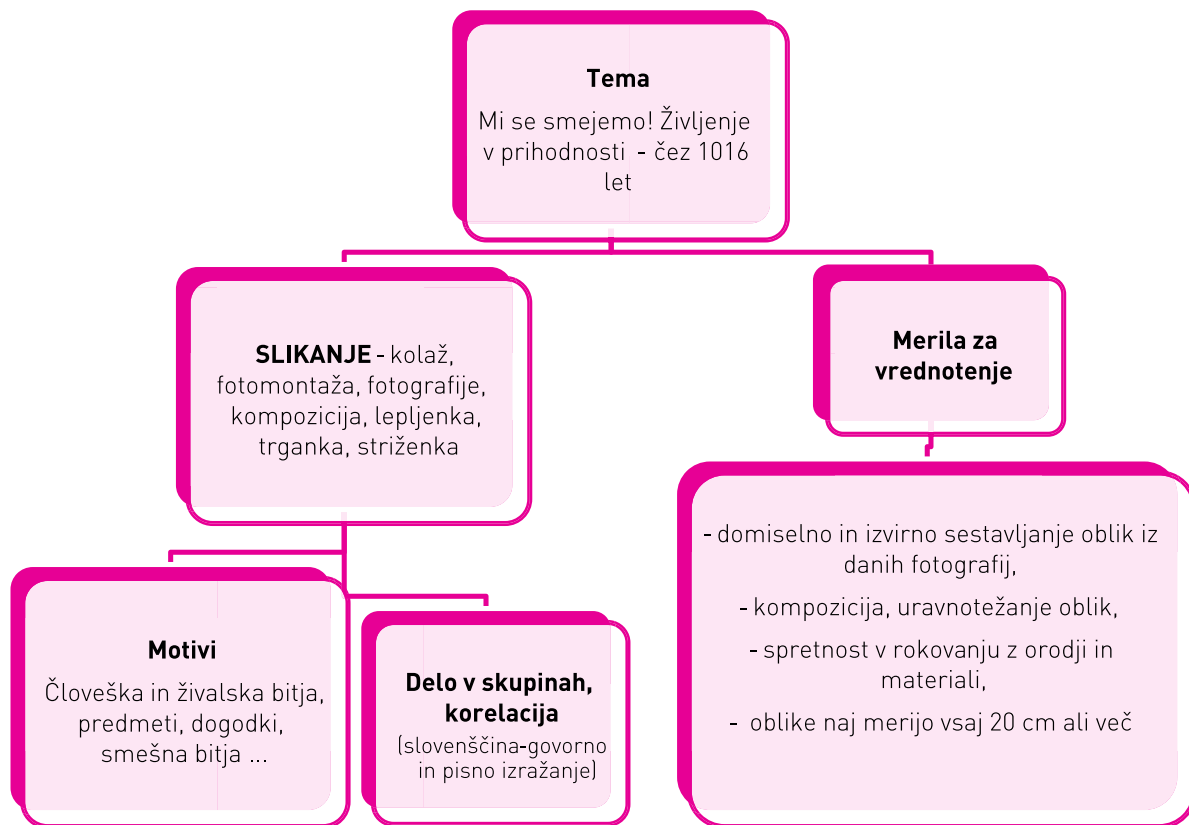 Tema
Mi se smejemo! Življenje
v prihodnosti - čez 1016
let
SLIKANJE - kolaž,
fotomontaža, fotografije,
kompozicija, lepljenka,
trganka, striženka
Merila za
vrednotenje
Motivi
Človeška in živalska bitja,
predmeti, dogodki,
smešna bitja ...
Delo v skupinah,
korelacija
(slovenščina-govorno
in pisno izražanje)
- domiselno in izvirno sestavljanje oblik iz
danih fotografij,
- kompozicija, uravnotežanje oblik,
- spretnost v rokovanju z orodji in
materiali,
- oblike naj merijo vsaj 20 cm ali več